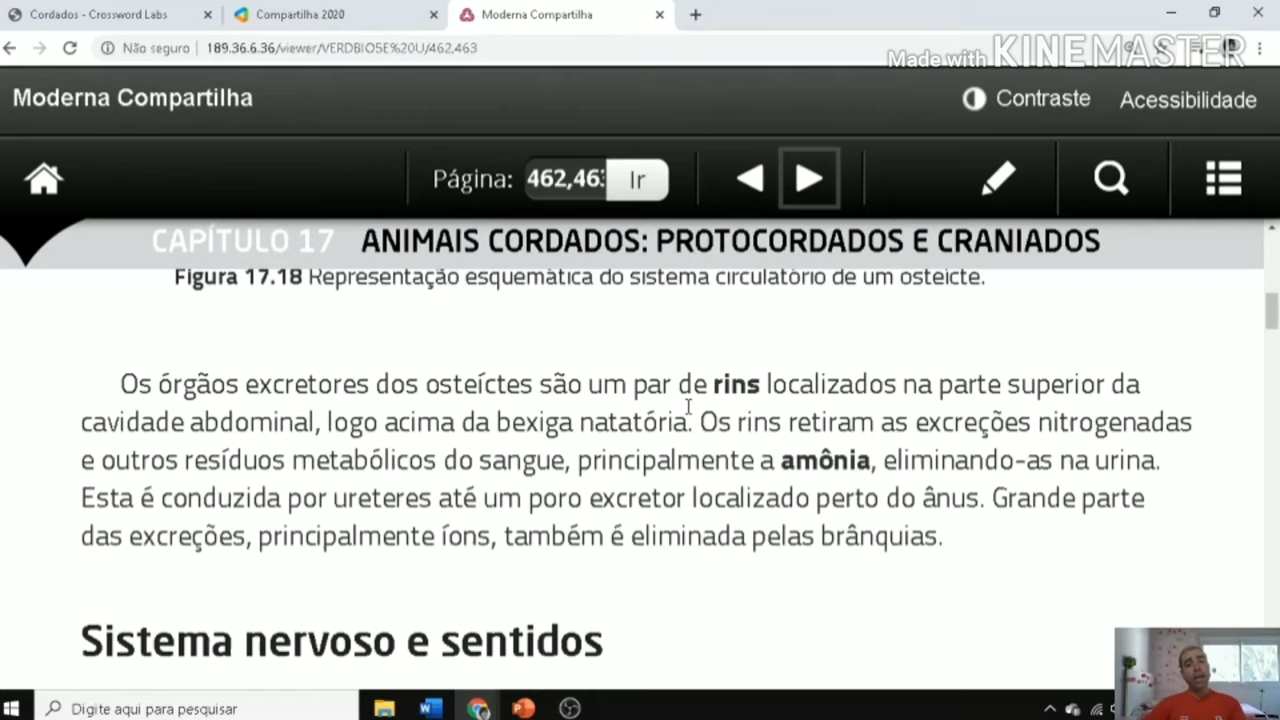 Cordados - Crossword Labs
Compartilha 2020
Moderna Compartilha
Não seguro
189.36.6.36/viewer/VERDBIO5E%20U/462,463
Made with KINEMASTER
Moderna Compartilha
Contraste
Acessibilidade
Página:
462,463
Ir
CAPÍTULO 17 ANIMAIS CORDADOS: PROTOCORDADOS E CRANIADOS
Figura 17.18 Representação esquemática do sistema circulatório de um osteicte.
Os órgãos excretores dos osteíctes são um par de rins localizados na parte superior da
cavidade abdominal, logo acima da bexiga natatória. Os rins retiram as excreções nitrogenadas
e outros resíduos metabólicos do sangue, principalmente a amônia, eliminando-as na urina.
Esta é conduzida por ureteres até um poro excretor localizado perto do ânus. Grande parte
das excreções, principalmente íons, também é eliminada pelas brânquias.
Sistema nervoso e sentidos
Digite aqui para pesquisar